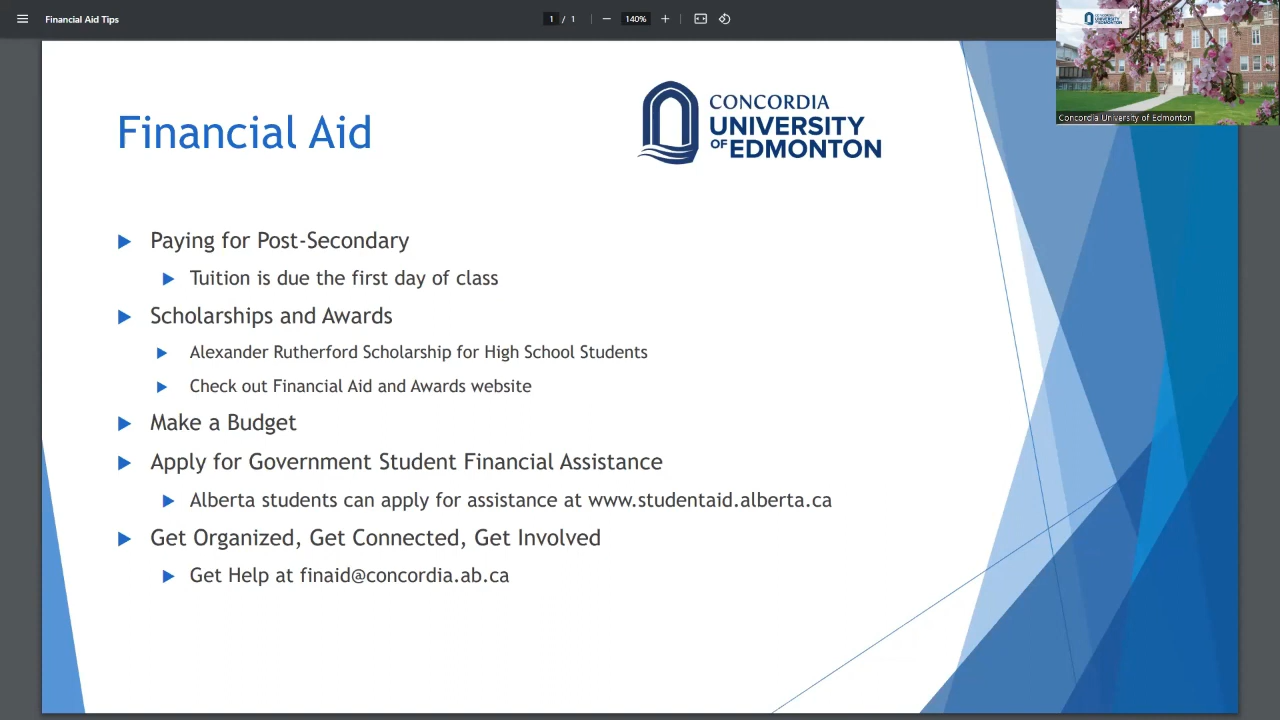 Financial Aid Tips
1 / 1
140%
Financial Aid
CONCORDIA
UNIVERSITY
OF EDMONTON
CONCORDIA
UNIVERSITY
OF EDMONTON
Concordia University of Edmonton
Paying for Post-Secondary
Tuition is due the first day of class
Scholarships and Awards
Alexander Rutherford Scholarship for High School Students
Check out Financial Aid and Awards website
Make a Budget
Apply for Government Student Financial Assistance
Alberta students can apply for assistance at www.studentaid.alberta.ca
Get Organized, Get Connected, Get Involved
Get Help at finaid@concordia.ab.ca